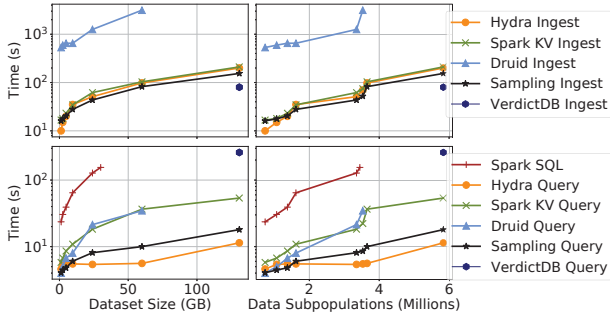 Time (s)
10³
10²
10¹
Hydra Ingest
Spark KV Ingest
Druid Ingest
Sampling Ingest
VerdictDB Ingest
Time (s)
10²
10¹
Spark SQL
Hydra Query
Spark KV Query
Druid Query
Sampling Query
VerdictDB Query
0 50 100
Dataset Size (GB)
2 4 6
Data Subpopulations (Millions)